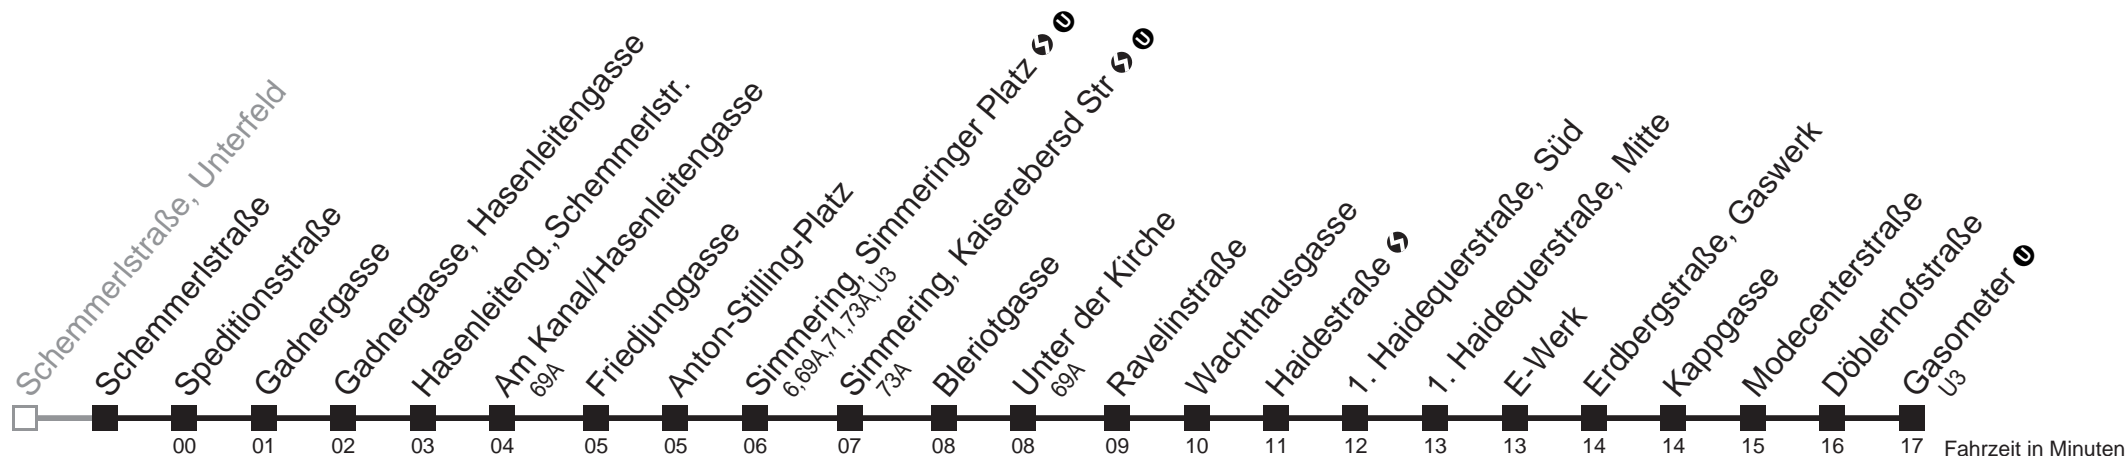 Schemmerlstraße, Unterfeld
Schemmerlstraße
Speditionsstraße
Gadnergasse
Gadnergasse, Hasenleitengasse
Hasenleiteng.,Schemmerlstr.
Am Kanal/Hasenleitengasse
69A
Friedjunggasse
Anton-Stilling-Platz
Simmering, Simmeringer Platz U
6,69A,71,73A,U3
Simmering, Kaiserebersd Str U
73A
Bleriotgasse
Unter der Kirche
69A
Ravelinstraße
Wachthausgasse
Haidestraße
1. Haidequerstraße, Süd
1. Haidequerstraße, Mitte
E-Werk
Erdbergstraße, Gaswerk
Kappgasse
Modecenterstraße
Döblerhofstraße
Gasometer U
U3
00 01 02 03 04 05 05 06 07 08 08 09 10 11 12 13 13 14 14 15 16 17 Fahrzeit in Minuten